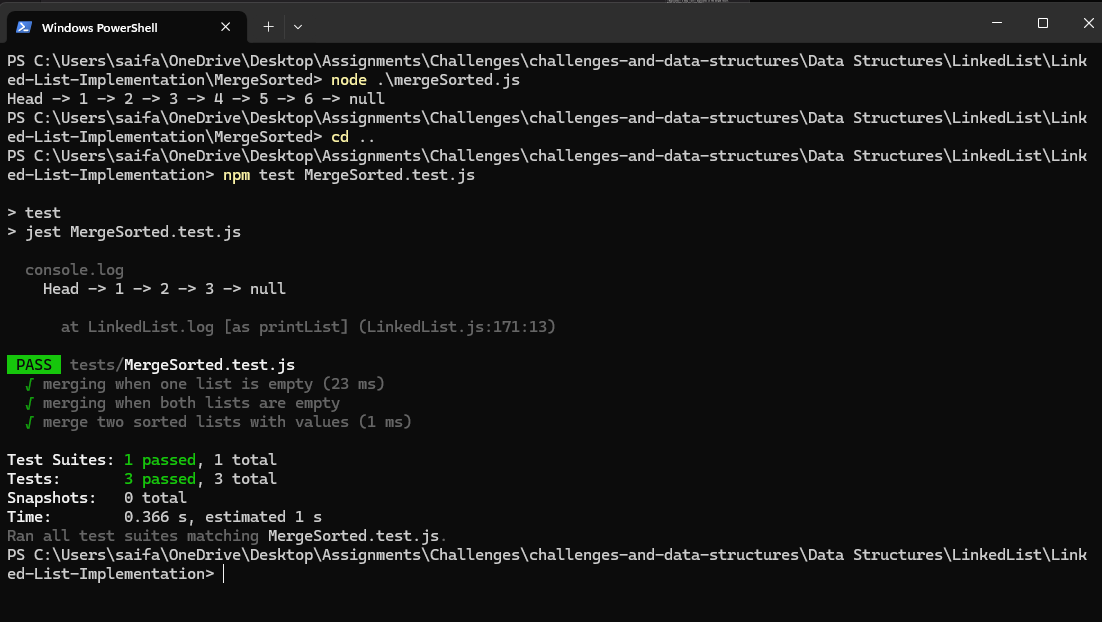 Windows PowerShell
PS C:\Users\saifa\OneDrive\Desktop\Assignments\Challenges\challenges-and-data-structures\Data Structures\LinkedList\Link
ed-List-Implementation\MergeSorted> node .\mergeSorted.js
Head -> 1 -> 2 -> 3 -> 4 -> 5 -> 6 -> null
PS C:\Users\saifa\OneDrive\Desktop\Assignments\Challenges\challenges-and-data-structures\Data Structures\LinkedList\Link
ed-List-Implementation\MergeSorted> cd ..
PS C:\Users\saifa\OneDrive\Desktop\Assignments\Challenges\challenges-and-data-structures\Data Structures\LinkedList\Link
ed-List-Implementation> npm test MergeSorted.test.js
> test
> jest MergeSorted.test.js
console.log
Head -> 1 -> 2 -> 3 -> null
at LinkedList.log [as printList] (LinkedList.js:171:13)
PASS tests/MergeSorted.test.js
√ merging when one list is empty (23 ms)
√ merging when both lists are empty
√ merge two sorted lists with values (1 ms)
Test Suites: 1 passed, 1 total
Tests: 3 passed, 3 total
Snapshots: 0 total
Time: 0.366 s, estimated 1 s
Ran all test suites matching MergeSorted.test.js.
PS C:\Users\saifa\OneDrive\Desktop\Assignments\Challenges\challenges-and-data-structures\Data Structures\LinkedList\Link
ed-List-Implementation>